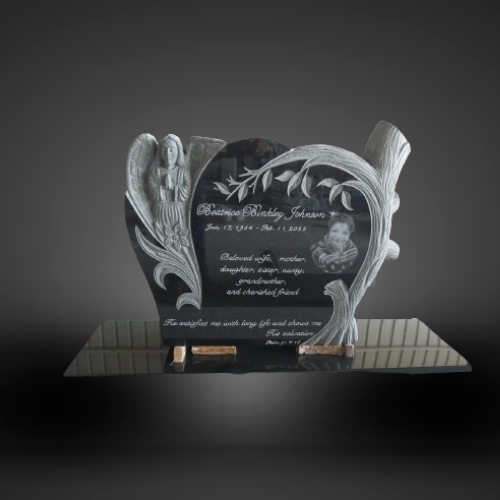 Beatrice Binkley Johnson
Jan. 17, 1934 - Feb. 11, 2023
Beloved wife, mother,
daughter, sister, aunty,
grandmother,
and cherished friend
He satisfies me with long life and shows me
His salvation.